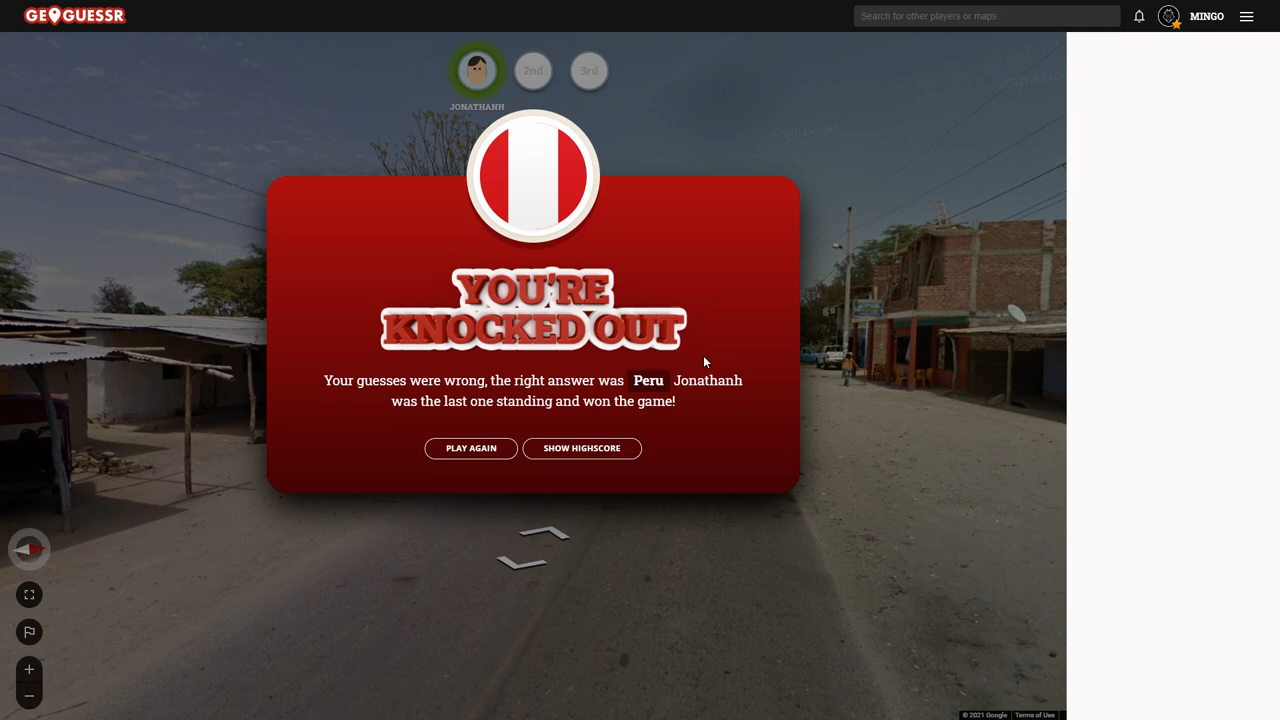 GEOGUESSR
Search for other players or maps
MINGO
2nd
3rd
JONATHANH
YOU'RE
KNOCKED OUT
Your guesses were wrong, the right answer was Peru Jonathanh
was the last one standing and won the game!
PLAY AGAIN
SHOW HIGHSCORE
© 2021 Google
Terms of Use